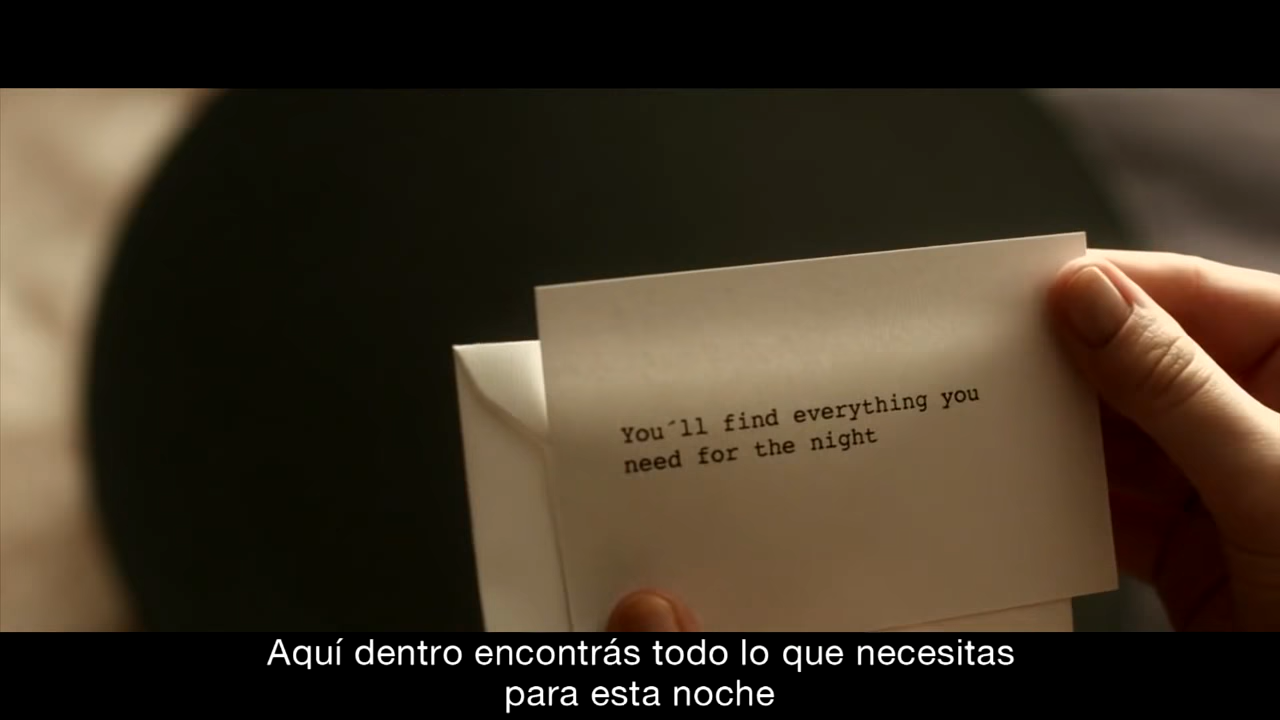 You´ll find everything you
need for the night
Aquí dentro encontrás todo lo que necesitas
para esta noche